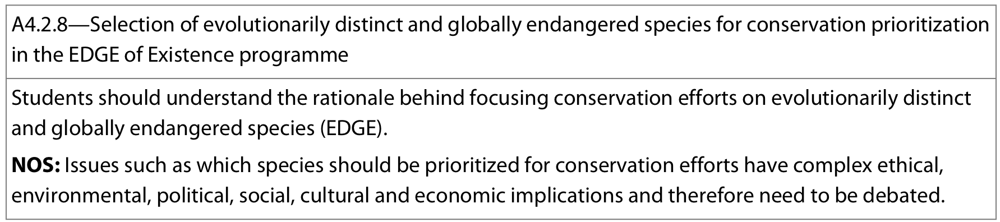 A4.2.8—Selection of evolutionarily distinct and globally endangered species for conservation prioritization
in the EDGE of Existence programme
Students should understand the rationale behind focusing conservation efforts on evolutionarily distinct
and globally endangered species (EDGE).
NOS: Issues such as which species should be prioritized for conservation efforts have complex ethical,
environmental, political, social, cultural and economic implications and therefore need to be debated.